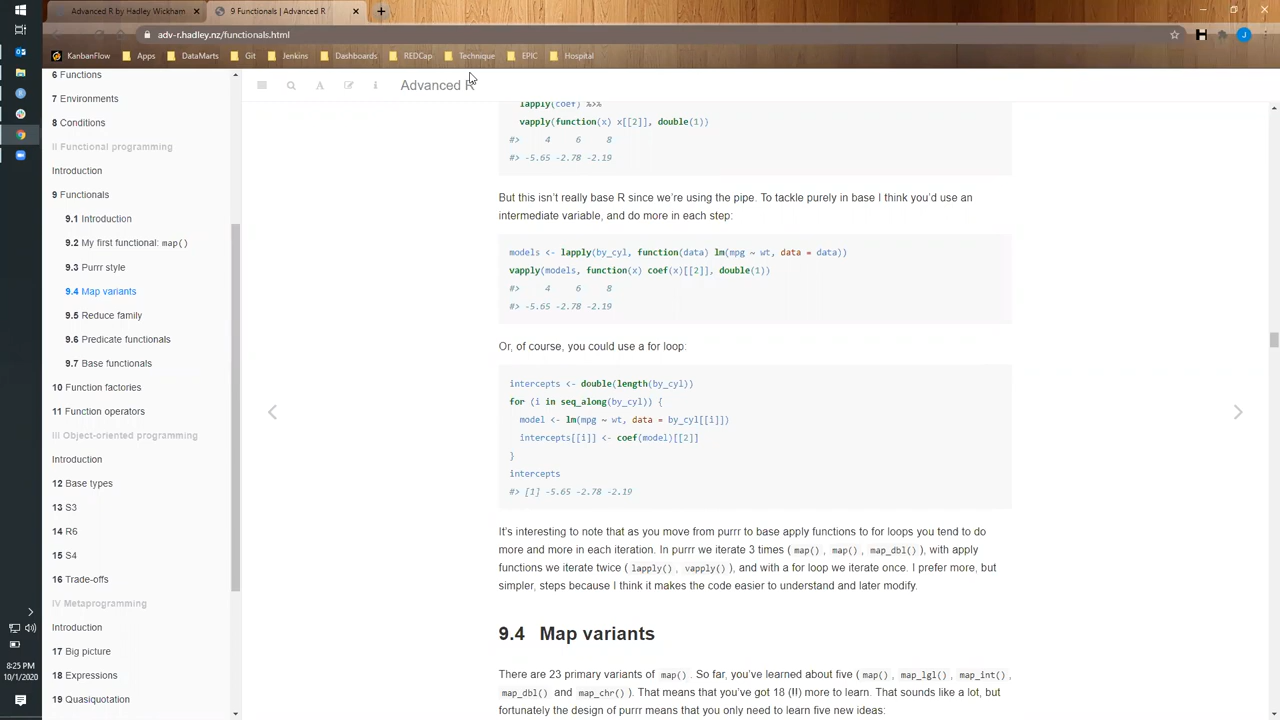 Advanced R by Hadley Wickham
9 Functionals | Advanced R
adv-r.hadley.nz/functionals.html
KanbanFlow
Apps
DataMarts
Git
Jenkins
Dashboards
REDCap
Technique
EPIC
Hospital
6 Functions
7 Environments
8 Conditions
II Functional programming
Introduction
9 Functionals
9.1 Introduction
9.2 My first functional: map()
9.3 Purrr style
9.4 Map variants
9.5 Reduce family
9.6 Predicate functionals
9.7 Base functionals
10 Function factories
11 Function operators
III Object-oriented programming
Introduction
12 Base types
13 S3
14 R6
15 S4
16 Trade-offs
IV Metaprogramming
Introduction
17 Big picture
18 Expressions
19 Quasiquotation
8:25 PM
10/1/2020
Advanced R
lapply(coef) %>%
vapply(function(x) x[[2]], double(1))
#> 4 6 8
#> -5.65 -2.78 -2.19
But this isn't really base R since we're using the pipe. To tackle purely in base I think you'd use an
intermediate variable, and do more in each step:
models <- lapply(by_cyl, function(data) lm(mpg ~ wt, data = data))
vapply(models, function(x) coef(x)[[2]], double(1))
#> 4 6 8
#> -5.65 -2.78 -2.19
Or, of course, you could use a for loop:
intercepts <- double(length(by_cyl))
for (i in seq_along(by_cyl)) {
model <- lm(mpg ~ wt, data = by_cyl[[i]])
intercepts[[i]] <- coef(model)[[2]]
}
intercepts
#> [1] -5.65 -2.78 -2.19
It's interesting to note that as you move from purrr to base apply functions to for loops you tend to do
more and more in each iteration. In purrr we iterate 3 times ( map() , map() , map_dbl() ), with apply
functions we iterate twice ( lapply() , vapply() ), and with a for loop we iterate once. I prefer more, but
simpler, steps because I think it makes the code easier to understand and later modify.
9.4 Map variants
There are 23 primary variants of map() . So far, you've learned about five ( map() , map_lgl() , map_int() ,
map_dbl() and map_chr() ). That means that you've got 18 (!!) more to learn. That sounds like a lot, but
fortunately the design of purrr means that you only need to learn five new ideas: